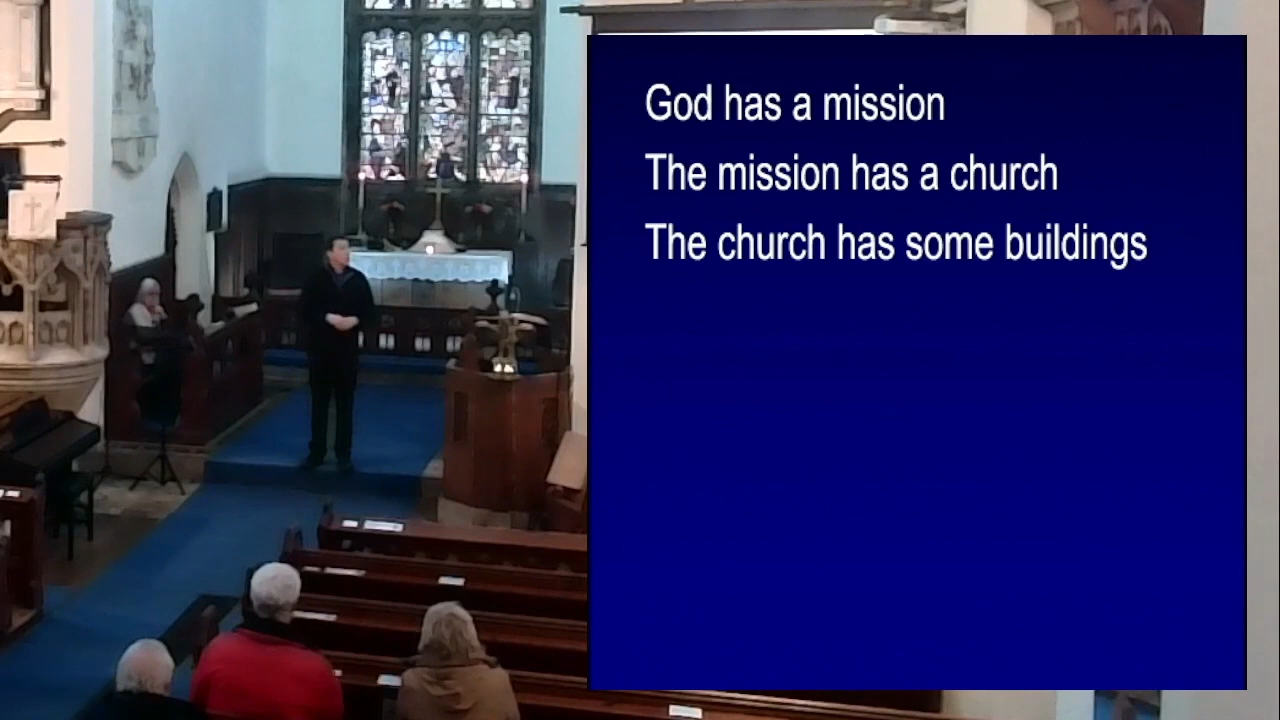 God has a mission
The mission has a church
The church has some buildings